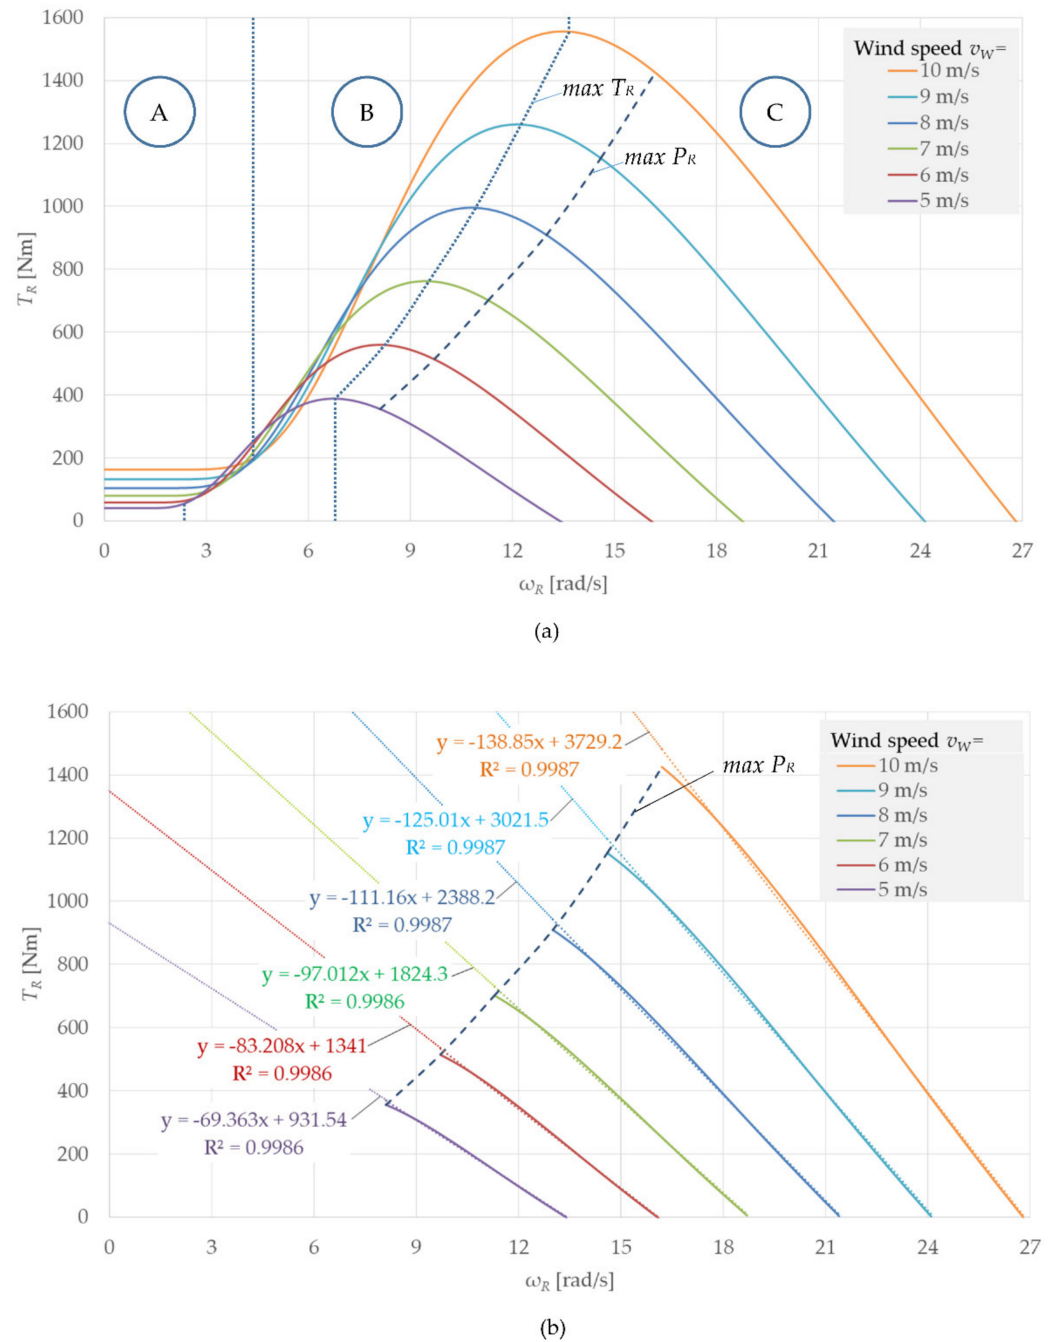 1600
1400
1200
1000
800
600
400
200
0
T_R [Nm]
A
B
C
max T_R
max P_R
Wind speed v_W=
10 m/s
9 m/s
8 m/s
7 m/s
6 m/s
5 m/s
0 3 6 9 12 15 18 21 24 27
ω_R [rad/s]
(a)
1600
1400
1200
1000
800
600
400
200
0
T_R [Nm]
y = -138.85x + 3729.2
R² = 0.9987
max P_R
y = -125.01x + 3021.5
R² = 0.9987
y = -111.16x + 2388.2
R² = 0.9987
y = -97.012x + 1824.3
R² = 0.9986
y = -83.208x + 1341
R² = 0.9986
y = -69.363x + 931.54
R² = 0.9986
Wind speed v_W=
10 m/s
9 m/s
8 m/s
7 m/s
6 m/s
5 m/s
0 3 6 9 12 15 18 21 24 27
ω_R [rad/s]
(b)